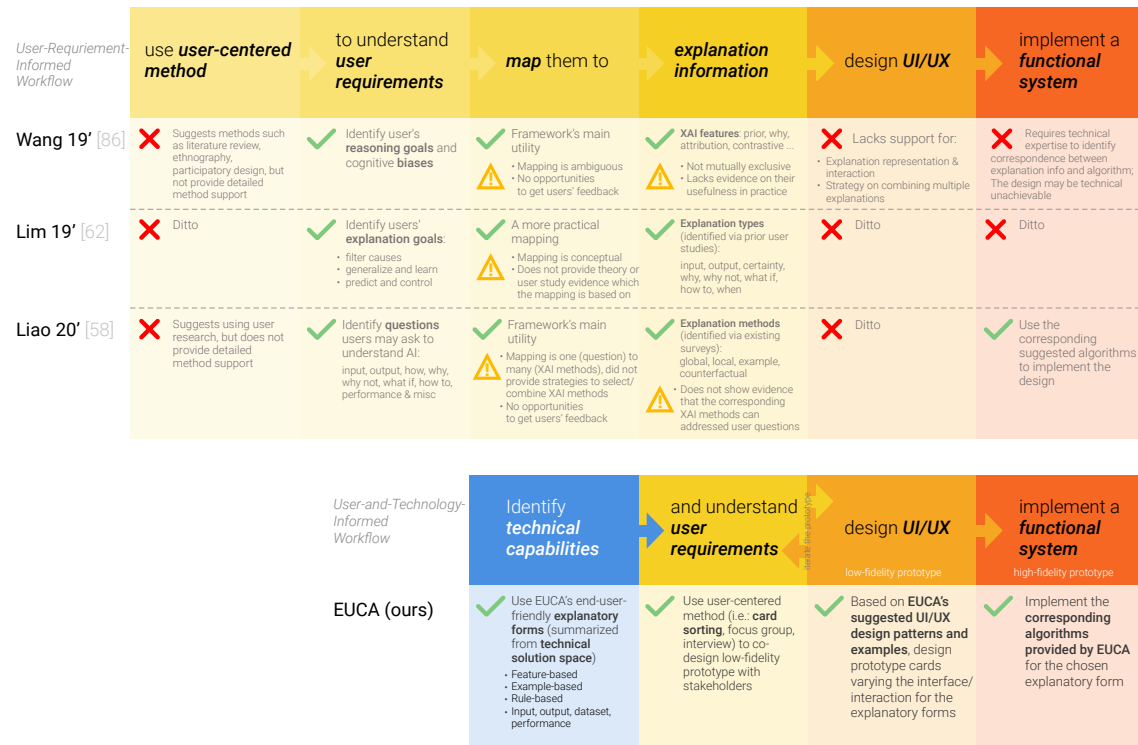 User-Requriement-
Informed
Workflow
use user-centered
method
to understand
user
requirements
map them to
explanation
information
design UI/UX
implement a
functional
system
Wang 19’ [86]
Suggests methods such
as literature review,
ethnography,
participatory design, but
not provide detailed
method support
Identify user’s
reasoning goals and
cognitive biases
Framework’s main
utility
• Mapping is ambiguous
• No opportunities
to get users’ feedback
XAI features: prior, why,
attribution, contrastive ...
• Not mutually exclusive
• Lacks evidence on their
usefulness in practice
Lacks support for:
• Explanation representation &
interaction
• Strategy on combining multiple
explanations
Requires technical
expertise to identify
correspondence between
explanation info and algorithm;
The design may be technical
unachievable
Lim 19’ [62]
Ditto
Identify users’
explanation goals:
• filter causes
• generalize and learn
• predict and control
A more practical
mapping
• Mapping is conceptual
• Does not provide theory or
user study evidence which
the mapping is based on
Explanation types
(identified via prior user
studies):
input, output, certainty,
why, why not, what if,
how to, when
Ditto
Ditto
Liao 20’ [58]
Suggests using user
research, but does not
provide detailed
method support
Identify questions
users may ask to
understand AI:
input, output, how, why,
why not, what if, how to,
performance & misc
Framework’s main
utility
• Mapping is one (question) to
many (XAI methods), did not
provide strategies to select/
combine XAI methods
• No opportunities
to get users’ feedback
Explanation methods
(identified via existing
surveys):
global, local, example,
counterfactual
• Does not show evidence
that the corresponding
XAI methods can
addressed user questions
Ditto
Use the
corresponding
suggested algorithms
to implement the
design
User-and-Technology-
Informed
Workflow
Identify
technical
capabilities
and understand
user
requirements
iterate the prototype
design UI/UX
low-fidelity prototype
implement a
functional
system
high-fidelity prototype
EUCA (ours)
Use EUCA’s end-user-
friendly explanatory
forms (summarized
from technical
solution space)
• Feature-based
• Example-based
• Rule-based
• Input, output, dataset,
performance
Use user-centered
method (i.e.: card
sorting, focus group,
interview) to co-
design low-fidelity
prototype with
stakeholders
Based on EUCA’s
suggested UI/UX
design patterns and
examples, design
prototype cards
varying the interface/
interaction for the
explanatory forms
Implement the
corresponding
algorithms
provided by EUCA
for the chosen
explanatory form